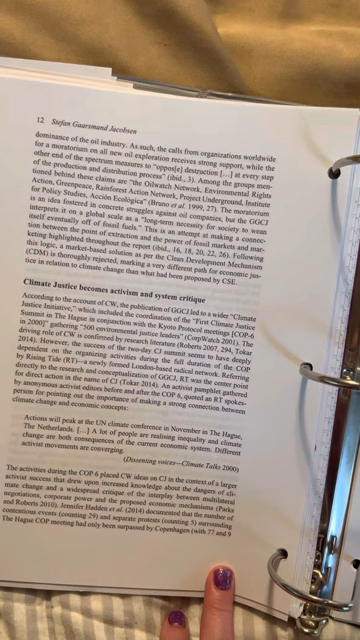 12 Stefan Gaarsmand Jacobsen
dominance of the oil industry. As such, the calls from organizations worldwide
for a moratorium on all new oil exploration receives strong support, while the
other end of the spectrum measures to "oppos[e] destruction [...] at every step
of the production and distribution process" (ibid., 3). Among the groups men-
tioned behind these claims are "the Oilwatch Network, Environmental Rights
Action, Greenpeace, Rainforest Action Network, Project Underground, Institute
for Policy Studies, Acción Ecológica" (Bruno et al. 1999, 27). The moratorium
is an idea fostered in concrete struggles against oil companies, but the GGCJ
interprets it on a global scale as a "long-term necessity for society to wean
itself eventually off of fossil fuels." This is an attempt at making a connec-
tion between the point of extraction and the power of fossil markets and mar-
keting highlighted throughout the report (ibid., 16, 18, 20, 22, 26). Following
this logic, a market-based solution as per the Clean Development Mechanism
(CDM) is thoroughly rejected, marking a very different path for economic jus-
tice in relation to climate change than what had been proposed by CSE.
Climate Justice becomes activism and system critique
According to the account of CW, the publication of GGCJ led to a wider "Climate
Justice Initiative," which included the coordination of the "First Climate Justice
Summit in The Hague in conjunction with the Kyoto Protocol meetings [COP-6
in 2000]" gathering "500 environmental justice leaders" (CorpWatch 2001). The
driving role of CW is confirmed by research literature (Roberts 2007, 294, Tokar
2014). However, the success of the two-day CJ summit seems to have deeply
dependent on the organizing activities during the full duration of the COP
by Rising Tide (RT)—a newly formed London-based radical network. Referring
directly to the research and conceptualization of GGCJ, RT was the center point
for direct action in the name of CJ (Tokar 2014). An activist pamphlet gathered
by anonymous activist editors before and after the COP 6, quoted an RT spokes-
person for pointing out the importance of making a strong connection between
climate change and economic concepts:
Actions will peak at the UN climate conference in November in The Hague,
The Netherlands. [...] A lot of people are realising inequality and climate
change are both consequences of the current economic system. Different
activist movements are converging.
(Dissenting voices—Climate Talks 2000)
The activities during the COP 6 placed CW ideas on CJ in the context of a larger
activist success that drew upon increased knowledge about the dangers of cli-
mate change and a widespread critique of the interplay between multilateral
negotiations, corporate power and the proposed economic mechanisms (Parks
and Roberts 2010). Jennifer Hadden et al. (2014) documented that the number of
contentious events (counting 29) and separate protests (counting 5) surrounding
The Hague COP meeting had only been surpassed by Copenhagen (with 77 and 9